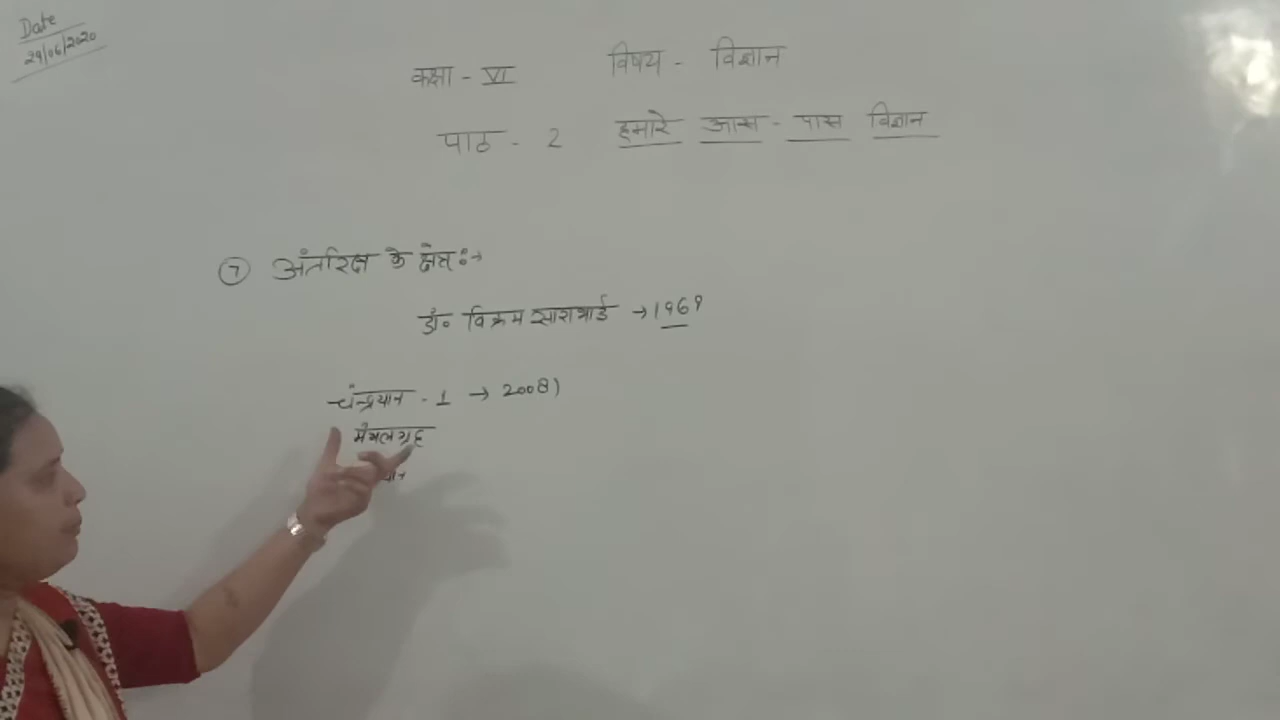 Date
29/06/2020
कक्षा - VI विषय - विज्ञान
पाठ - 2 हमारे आस - पास विज्ञान
7 अंतरिक्ष के क्षेत्र :→
डॉ० विक्रम साराभाई → 1969
चंन्द्रयान - 1 → 2008)
मंगलग्रह